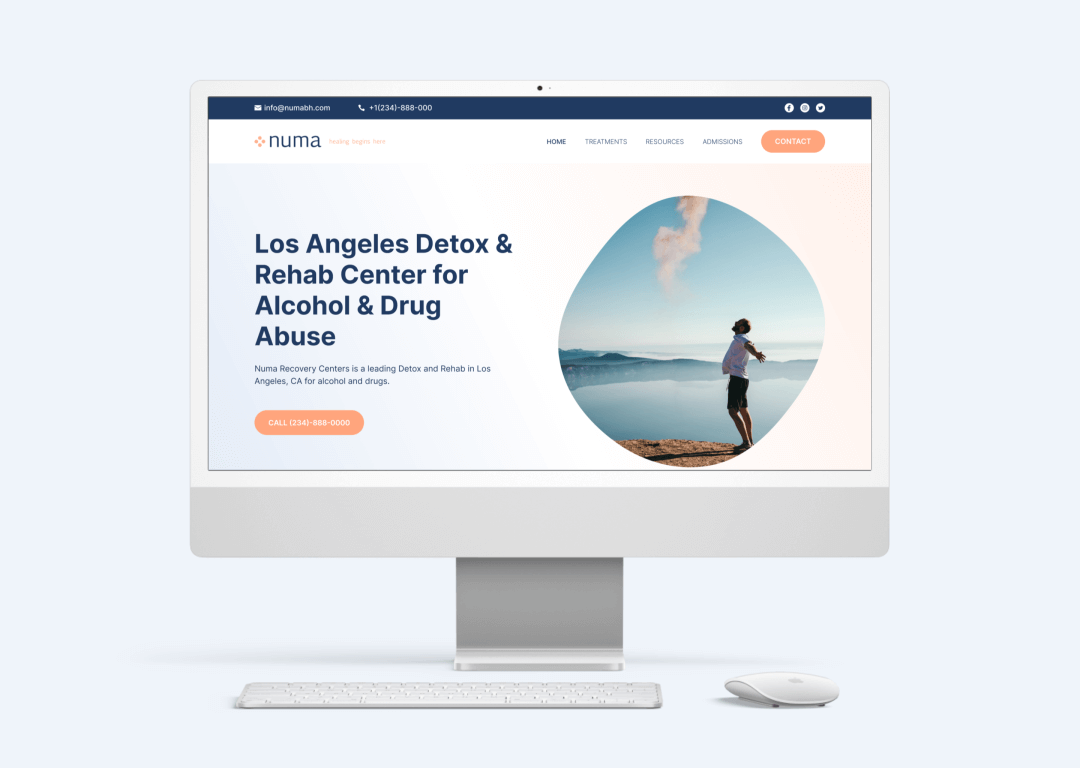 info@numabh.com
+1(234)-888-000
numa
healing begins here
HOME
TREATMENTS
RESOURCES
ADMISSIONS
CONTACT
Los Angeles Detox &
Rehab Center for
Alcohol & Drug
Abuse
Numa Recovery Centers is a leading Detox and Rehab in Los
Angeles, CA for alcohol and drugs.
CALL (234)-888-0000